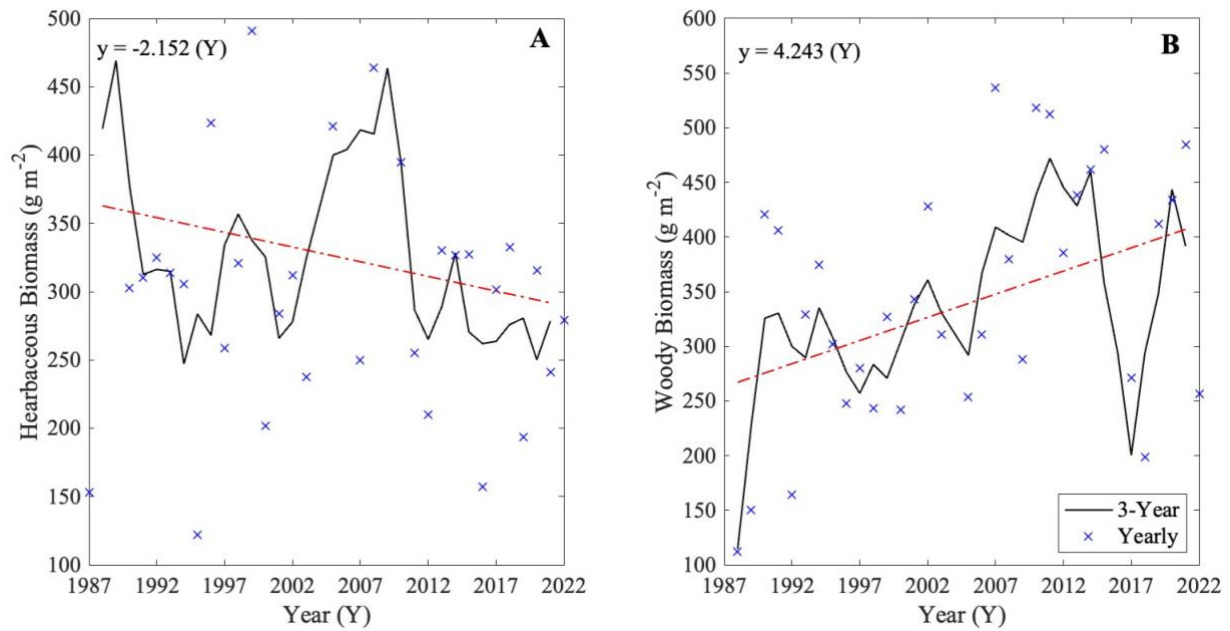 y = -2.152 (Y)
A
500
450
400
350
300
250
200
150
100
Hearbaceous Biomass (g m-2)
1987 1992 1997 2002 2007 2012 2017 2022
Year (Y)
y = 4.243 (Y)
B
600
550
500
450
400
350
300
250
200
150
100
Woody Biomass (g m-2)
3-Year
Yearly
1987 1992 1997 2002 2007 2012 2017 2022
Year (Y)